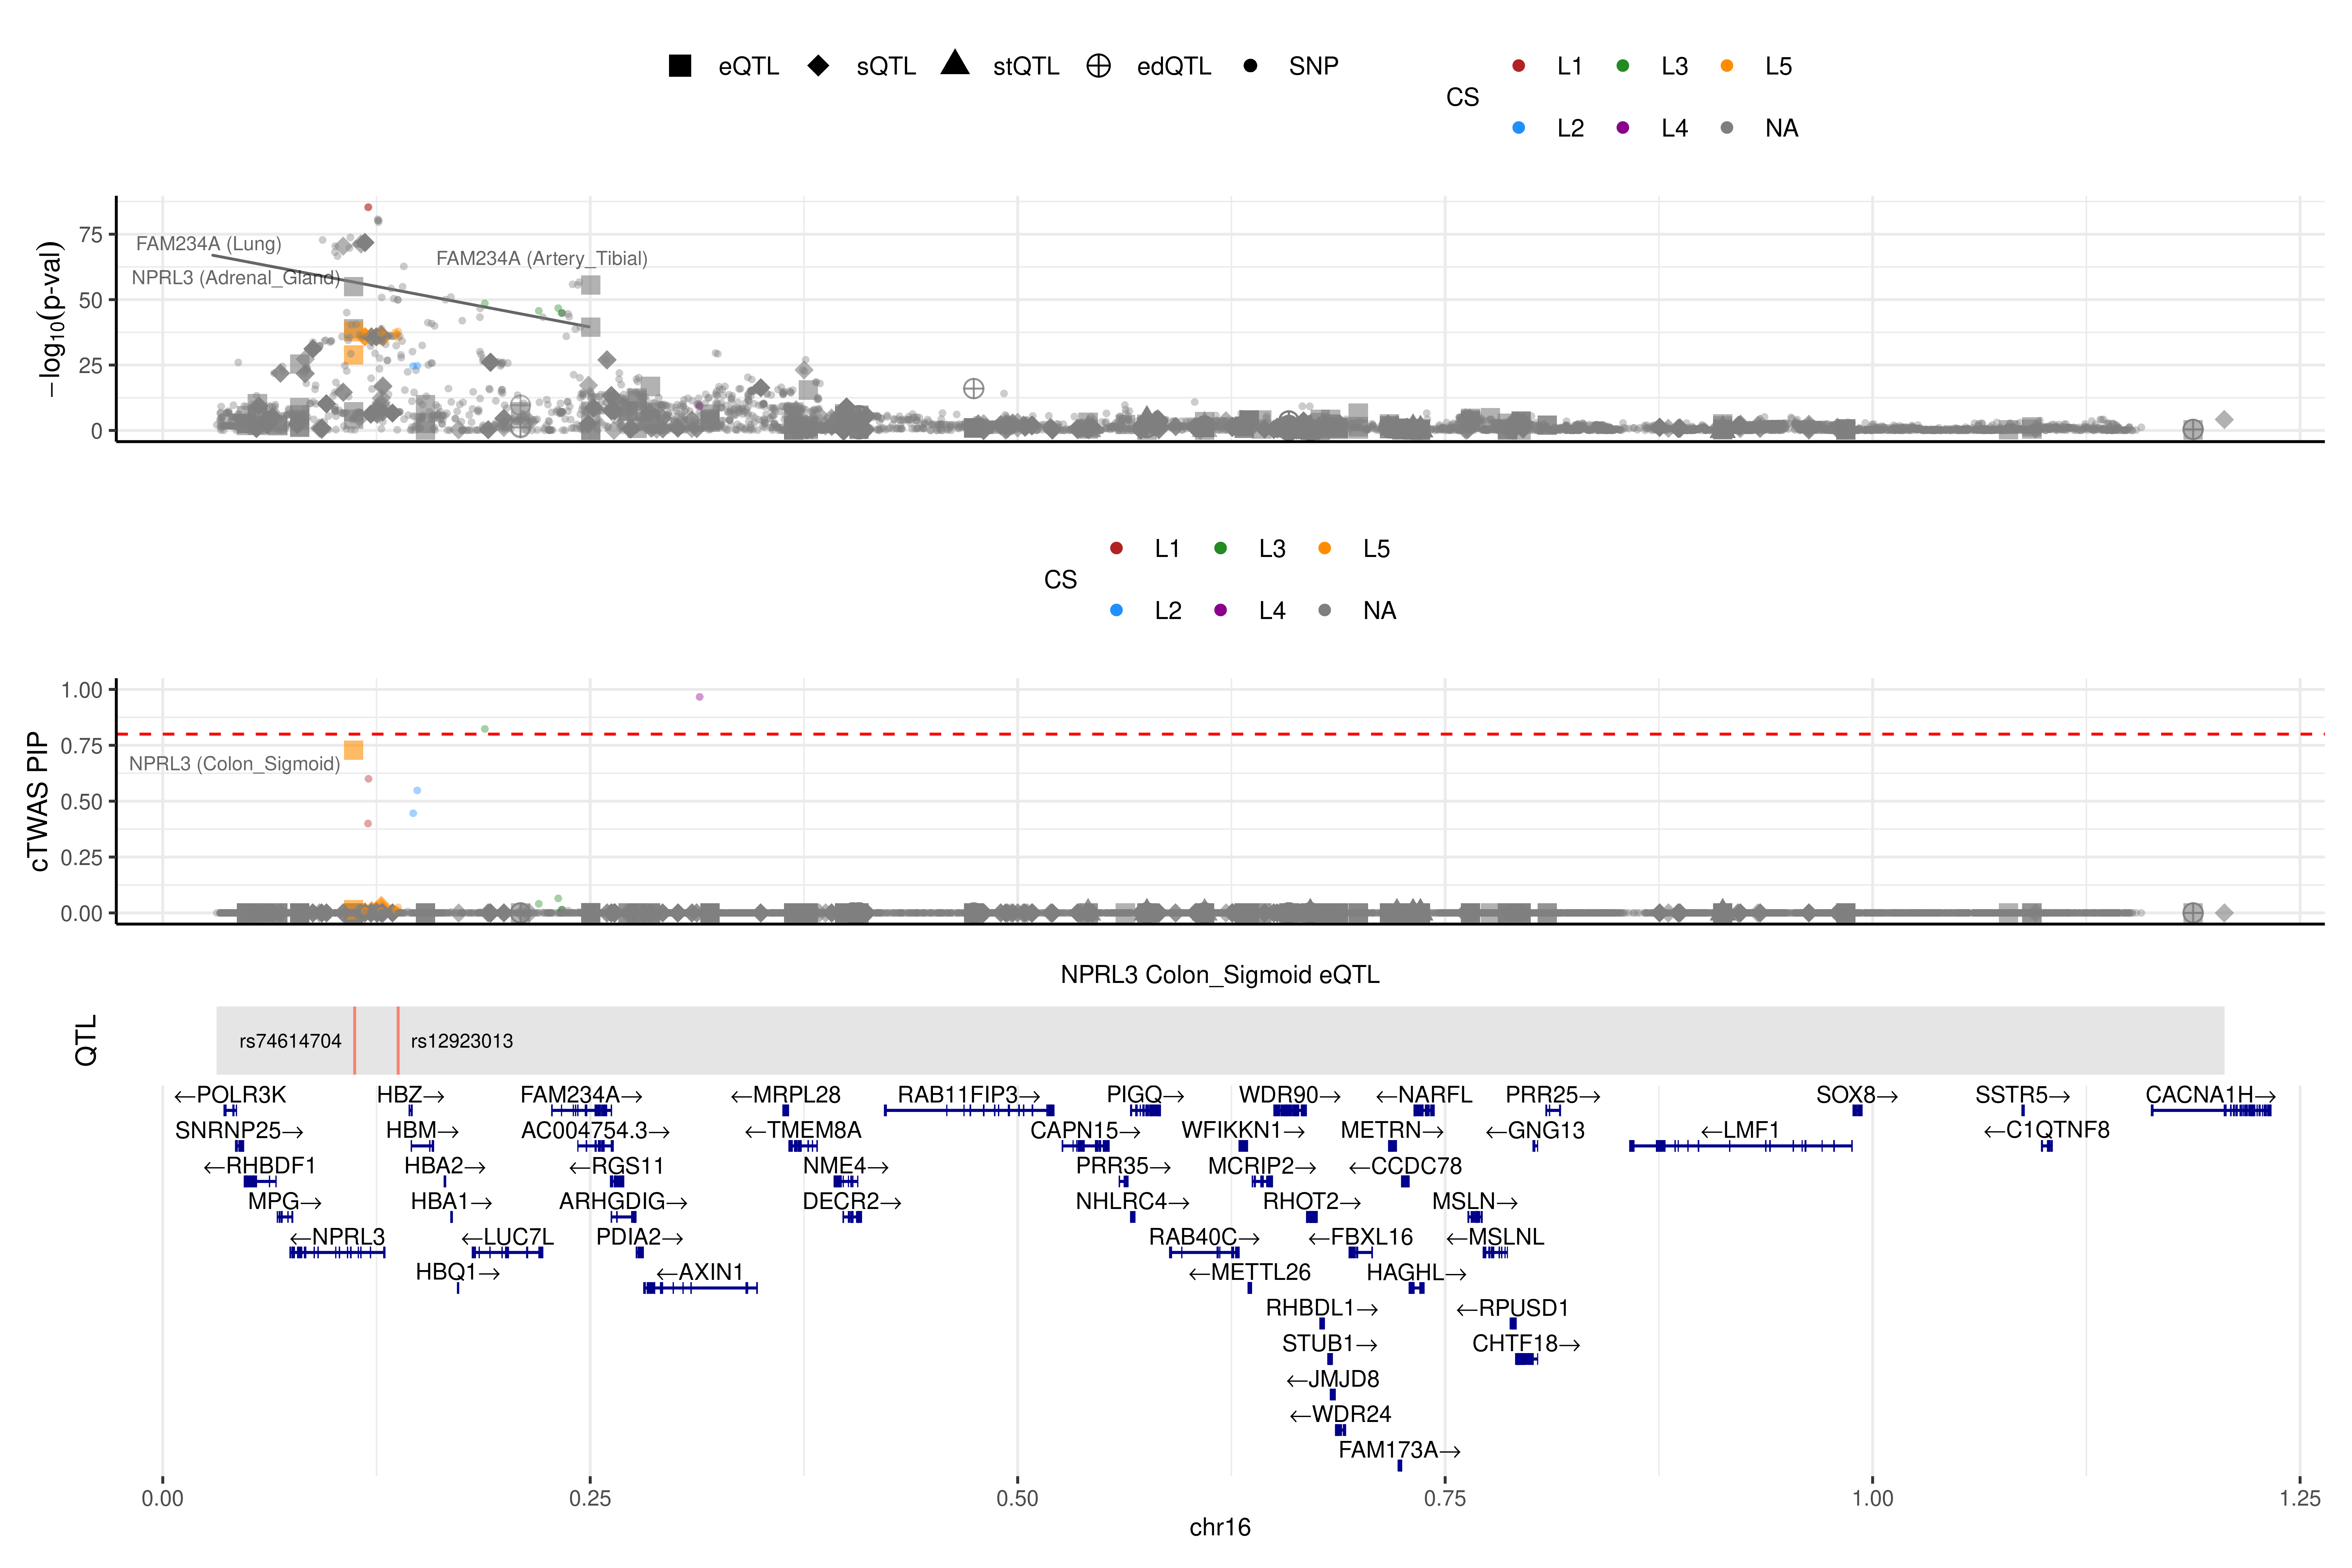 eQTL sQTL stQTL edQTL SNP
CS L1 L3 L5
L2 L4 NA
−log10(p-val)
75
50
25
0
FAM234A (Lung)
FAM234A (Artery_Tibial)
NPRL3 (Adrenal_Gland)
CS L1 L3 L5
L2 L4 NA
cTWAS PIP
1.00
0.75
0.50
0.25
0.00
NPRL3 (Colon_Sigmoid)
NPRL3 Colon_Sigmoid eQTL
QTL
rs74614704 rs12923013
←POLR3K HBZ→ FAM234A→ ←MRPL28 RAB11FIP3→ PIGQ→ WDR90→ ←NARFL PRR25→ SOX8→ SSTR5→ CACNA1H→
SNRNP25→ HBM→ AC004754.3→ ←TMEM8A CAPN15→ WFIKKN1→ METRN→ ←GNG13 ←LMF1 ←C1QTNF8
←RHBDF1 HBA2→ ←RGS11 NME4→ PRR35→ MCRIP2→ ←CCDC78
MPG→ HBA1→ ARHGDIG→ DECR2→ NHLRC4→ RHOT2→ MSLN→
←NPRL3 ←LUC7L PDIA2→ RAB40C→ ←FBXL16 ←MSLNL
HBQ1→ ←AXIN1 ←METTL26 HAGHL→
RHBDL1→ ←RPUSD1
STUB1→ CHTF18→
←JMJD8
←WDR24
FAM173A→
0.00 0.25 0.50 0.75 1.00 1.25
chr16